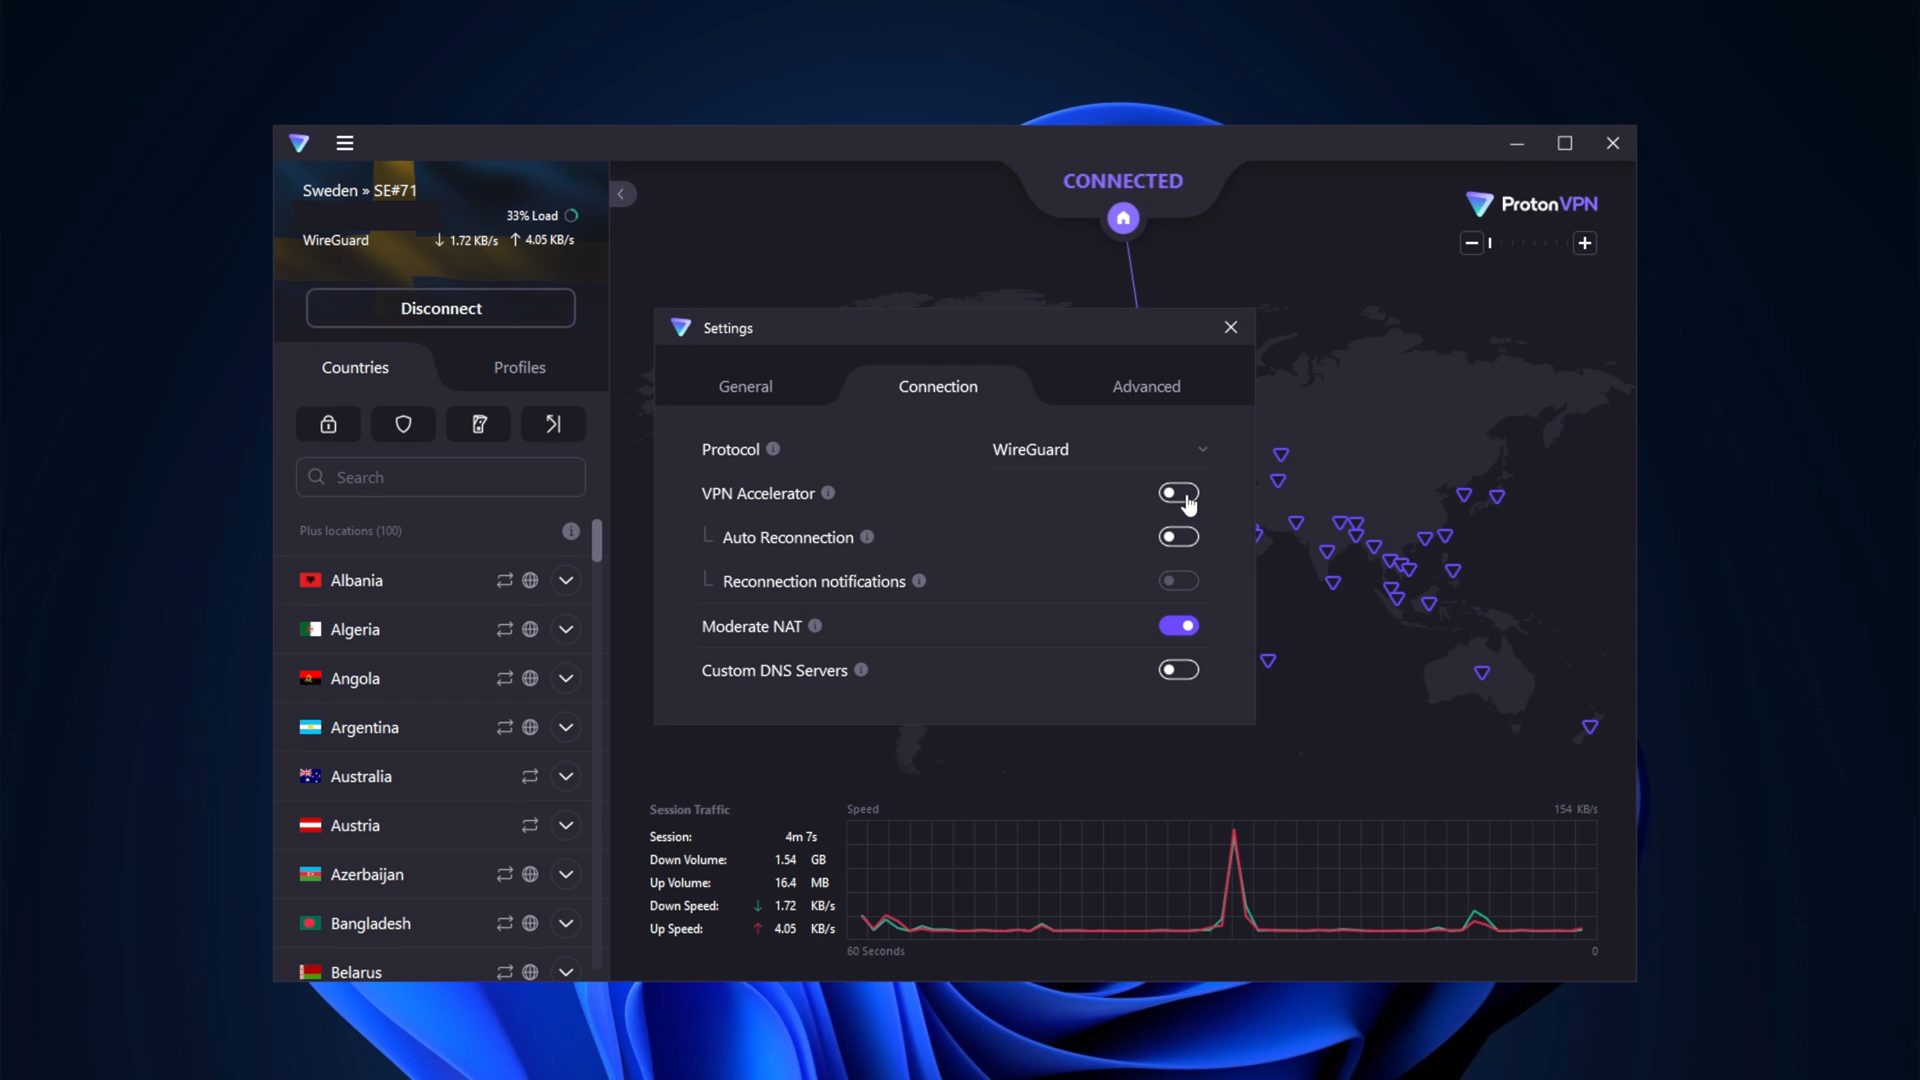 Sweden » SE#71
33% Load
WireGuard ↓ 1.72 KB/s ↑ 4.05 KB/s
Disconnect
Countries Profiles
Search
Plus locations (100)
Albania
Algeria
Angola
Argentina
Australia
Austria
Azerbaijan
Bangladesh
Belarus
CONNECTED
ProtonVPN
Settings
General Connection Advanced
Protocol WireGuard
VPN Accelerator
Auto Reconnection
Reconnection notifications
Moderate NAT
Custom DNS Servers
Session Traffic
Session: 4m 7s
Down Volume: 1.54 GB
Up Volume: 16.4 MB
Down Speed: ↓ 1.72 KB/s
Up Speed: ↑ 4.05 KB/s
Speed 154 KB/s
60 Seconds 0